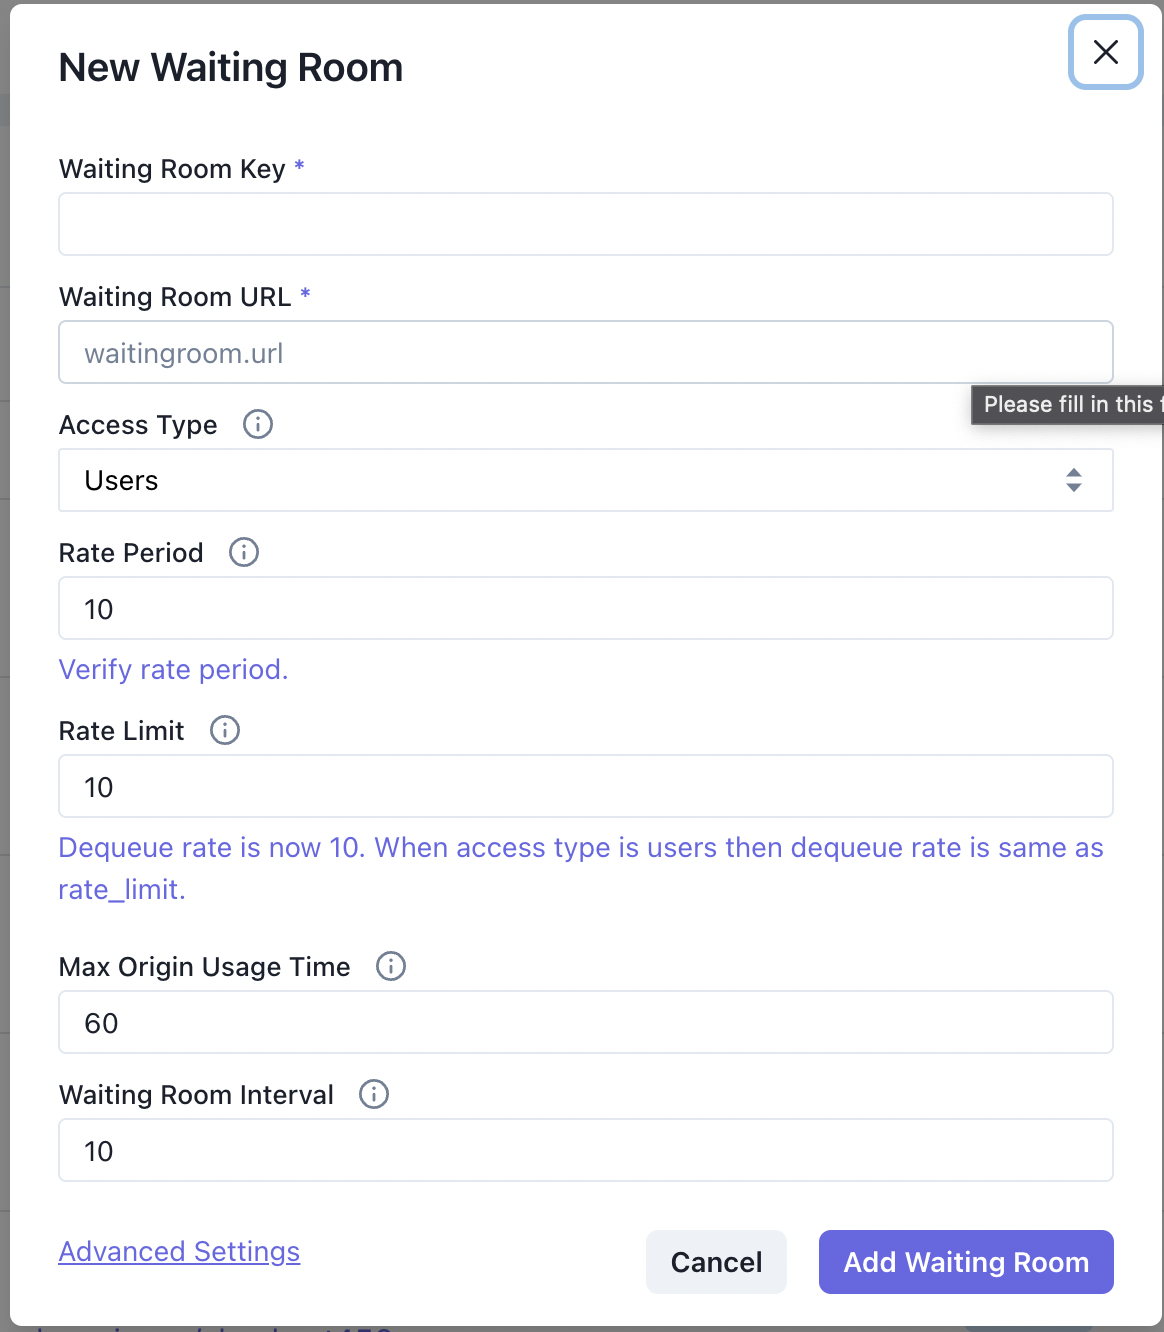 New Waiting Room
Waiting Room Key *
Waiting Room URL *
waitingroom.url
Please fill in this
Access Type
Users
Rate Period
10
Verify rate period.
Rate Limit
10
Dequeue rate is now 10. When access type is users then dequeue rate is same as
rate_limit.
Max Origin Usage Time
60
Waiting Room Interval
10
Advanced Settings
Cancel
Add Waiting Room